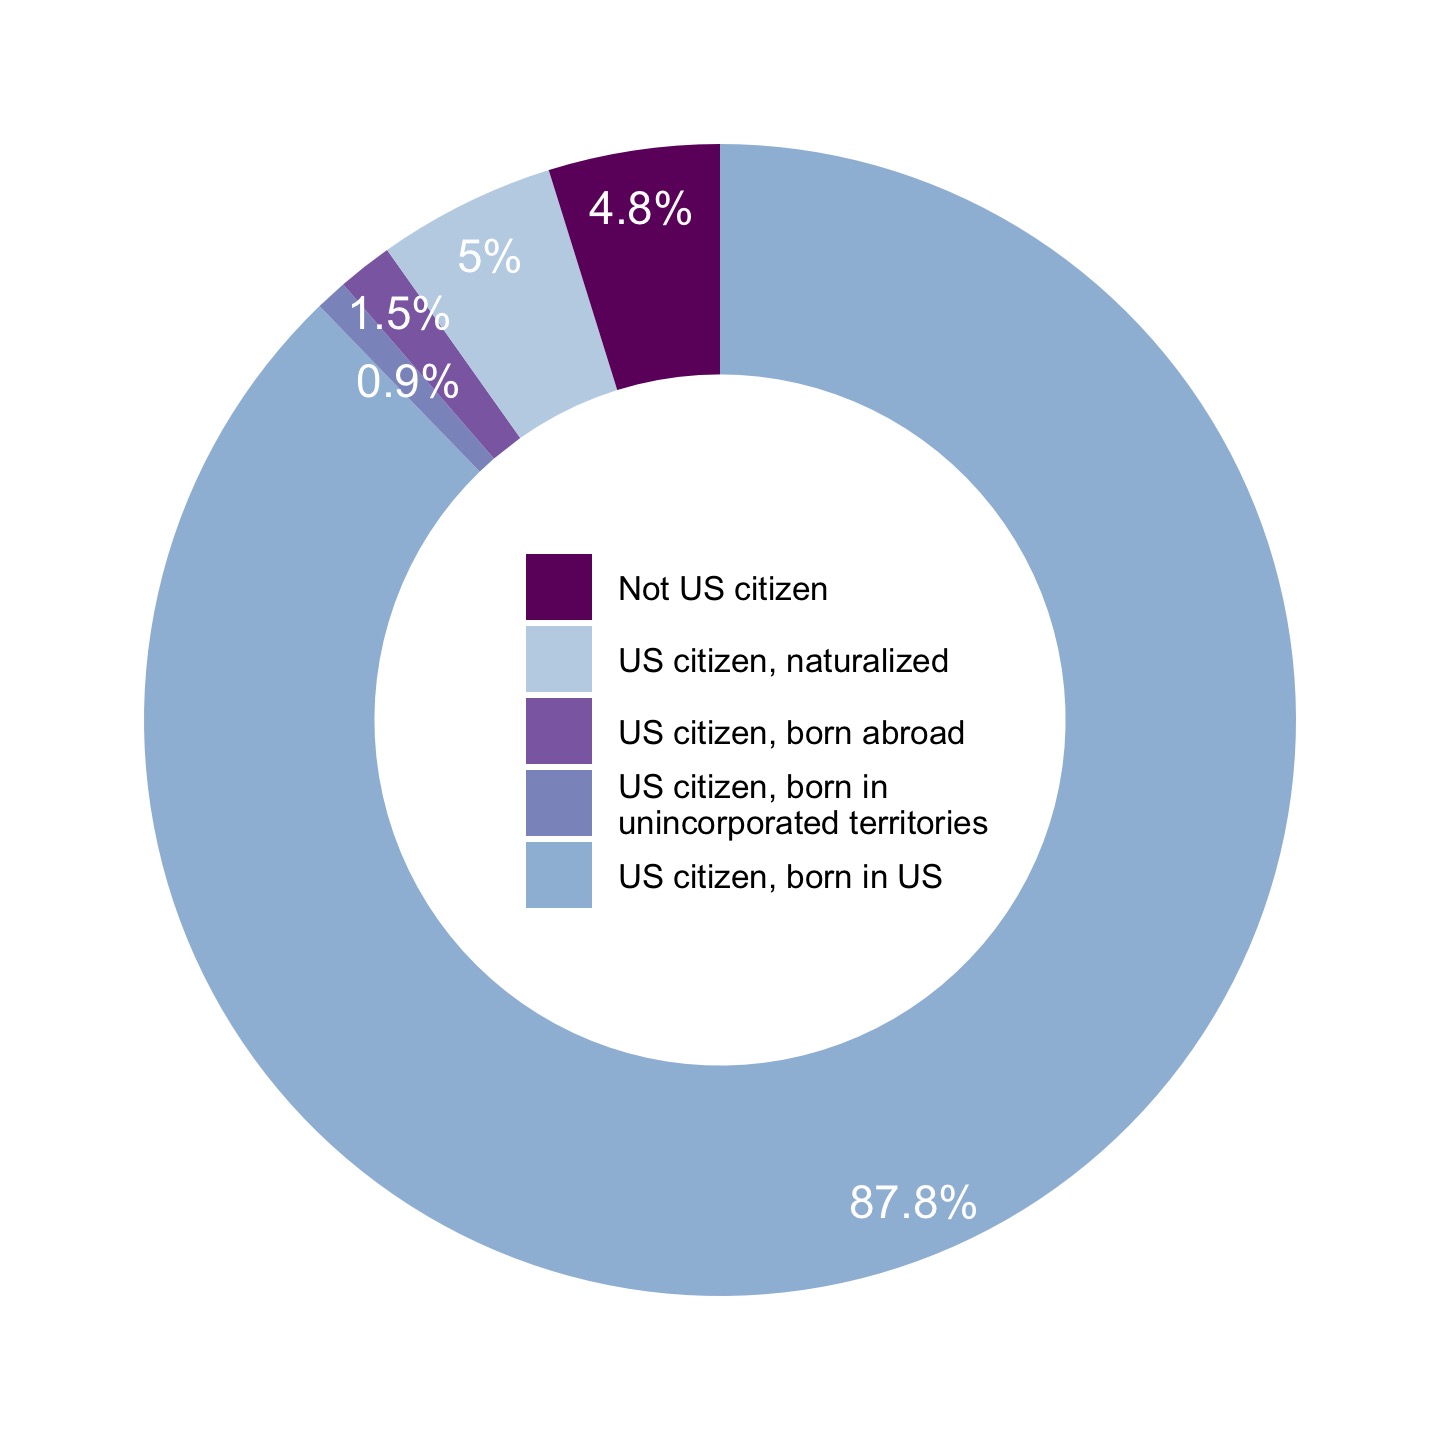 4.8%
5%
1.5%
0.9%
Not US citizen
US citizen, naturalized
US citizen, born abroad
US citizen, born in
unincorporated territories
US citizen, born in US
87.8%